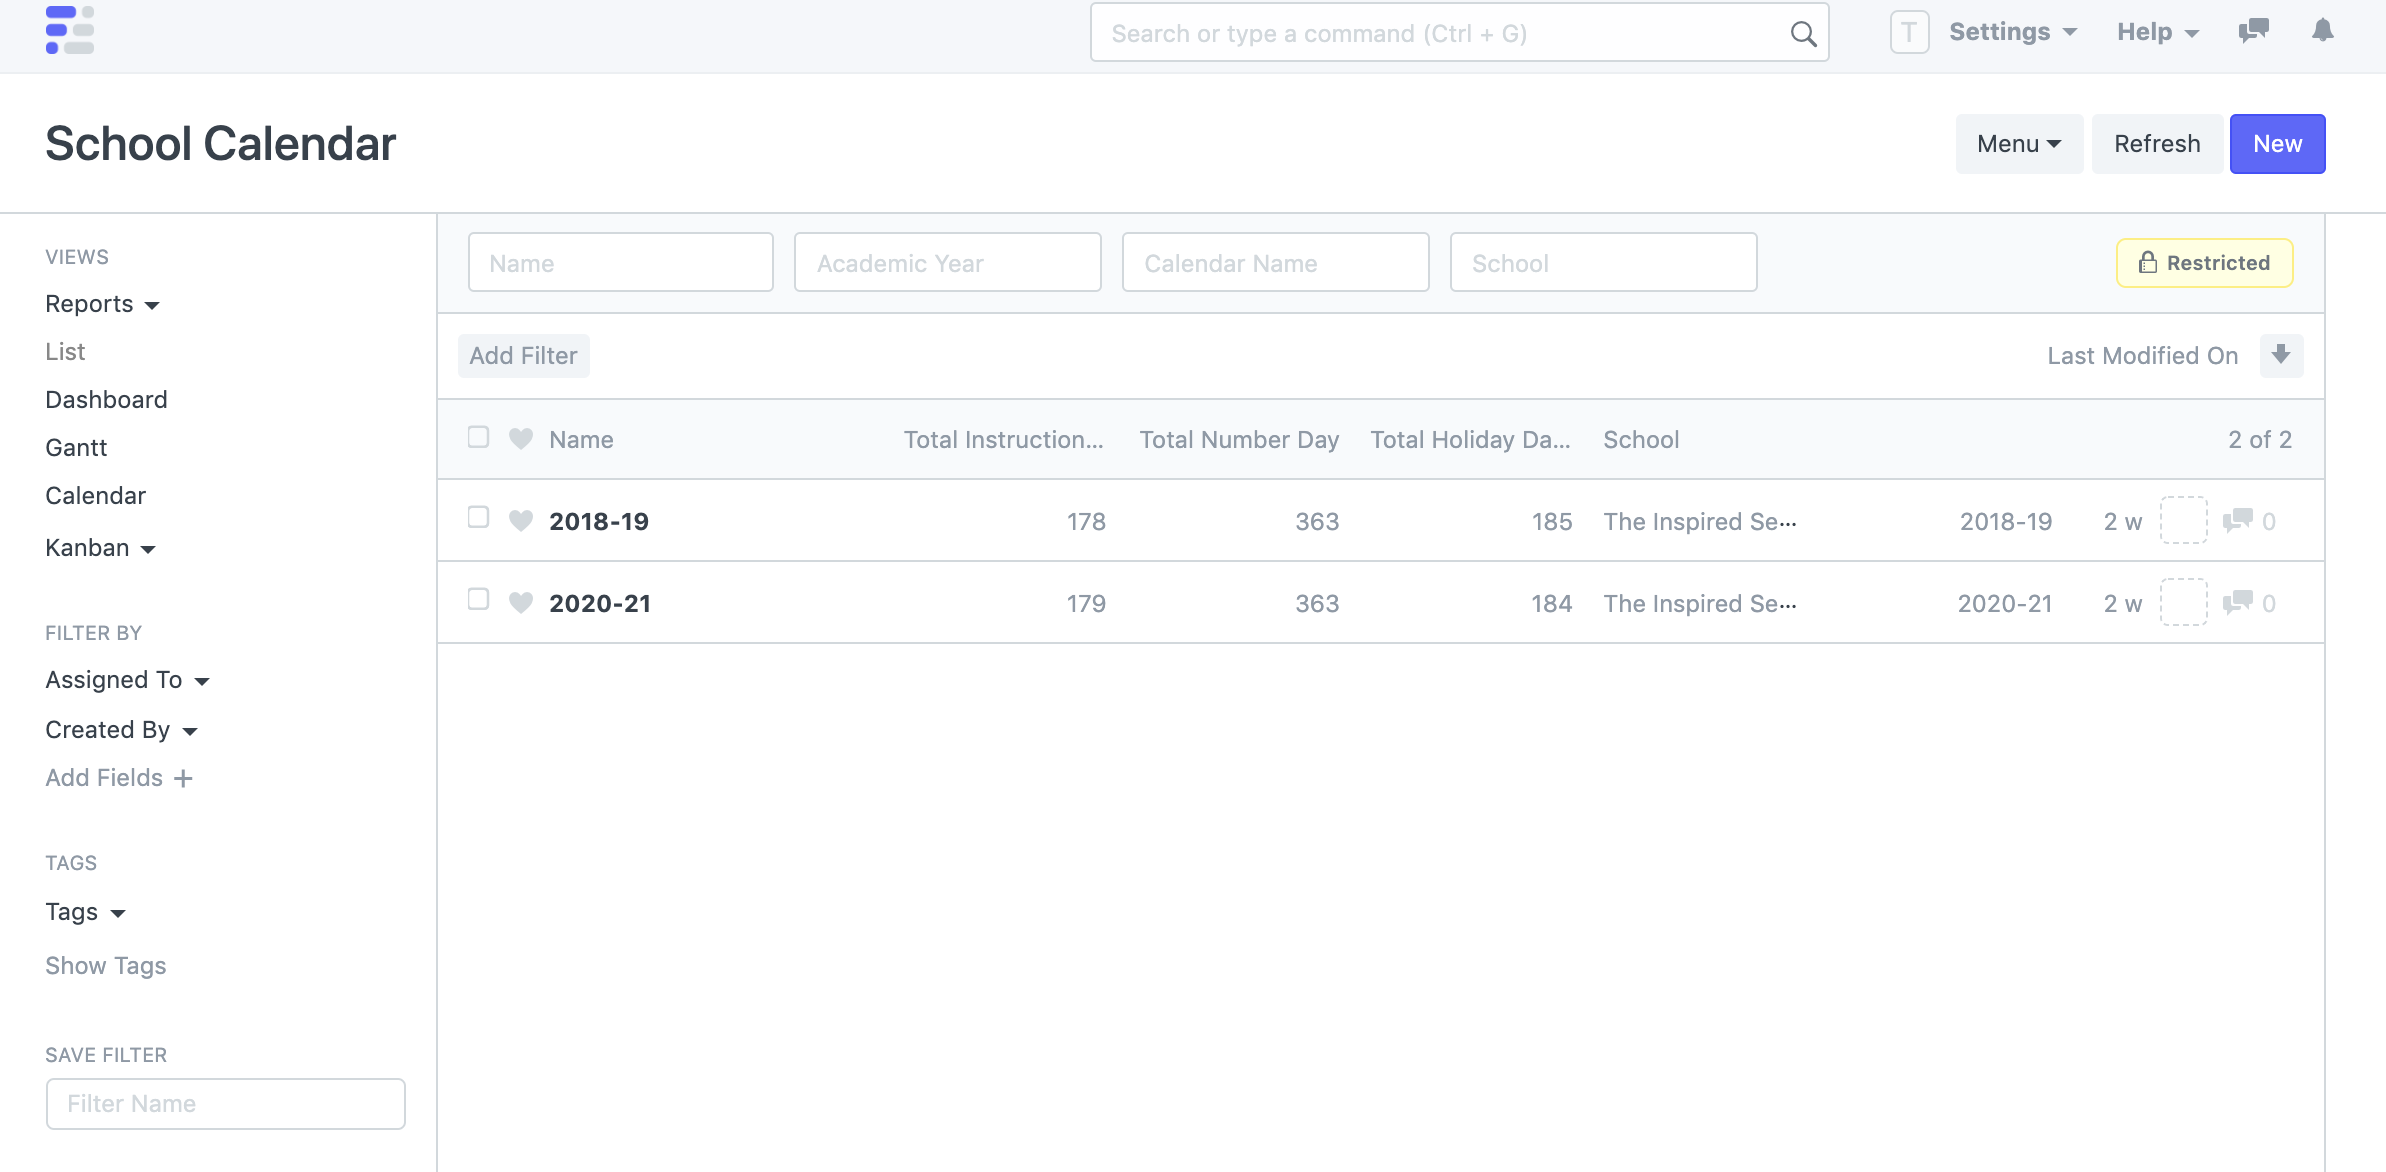 Search or type a command (Ctrl + G)
T
Settings
Help
School Calendar
Menu
Refresh
New
VIEWS
Reports
List
Dashboard
Gantt
Calendar
Kanban
FILTER BY
Assigned To
Created By
Add Fields +
TAGS
Tags
Show Tags
SAVE FILTER
Filter Name
Name
Academic Year
Calendar Name
School
Restricted
Add Filter
Last Modified On
Name Total Instruction... Total Number Day Total Holiday Da... School 2 of 2
2018-19 178 363 185 The Inspired Se... 2018-19 2 w 0
2020-21 179 363 184 The Inspired Se... 2020-21 2 w 0